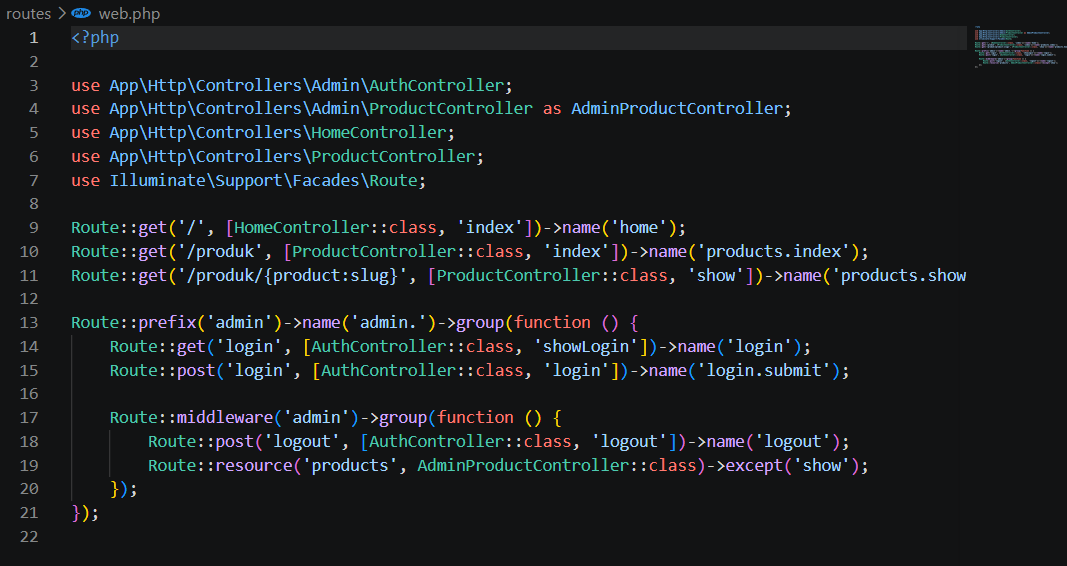 routes > php web.php
1 <?php
2
3 use App\Http\Controllers\Admin\AuthController;
4 use App\Http\Controllers\Admin\ProductController as AdminProductController;
5 use App\Http\Controllers\HomeController;
6 use App\Http\Controllers\ProductController;
7 use Illuminate\Support\Facades\Route;
8
9 Route::get('/', [HomeController::class, 'index'])->name('home');
10 Route::get('/produk', [ProductController::class, 'index'])->name('products.index');
11 Route::get('/produk/{product:slug}', [ProductController::class, 'show'])->name('products.show
12
13 Route::prefix('admin')->name('admin.')->group(function () {
14     Route::get('login', [AuthController::class, 'showLogin'])->name('login');
15     Route::post('login', [AuthController::class, 'login'])->name('login.submit');
16
17     Route::middleware('admin')->group(function () {
18         Route::post('logout', [AuthController::class, 'logout'])->name('logout');
19         Route::resource('products', AdminProductController::class)->except('show');
20     });
21 });
22